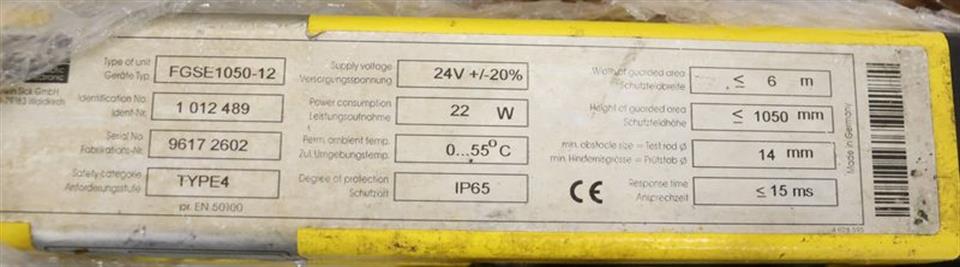 Type of unit
Geräte Typ.
FGSE1050-12
Sick GmbH
Waldkirch
Identification No.
Ident-Nr.
1 012 489
Serial No.
Fabrikations-Nr.
9617 2602
Safety categorie
Anforderungsstufe
TYPE4
pr. EN 50100
Supply voltage
Versorgungsspannung
24V +/-20%
Power consumption
Leistungsaufnahme
22 W
Perm. ambient temp.
Zul. Umgebungstemp.
0...55°C
Degree of protection
Schutzart
IP65
CE
Width of guarded area
Schutzfeldbreite
≤ 6 m
Height of guarded area
Schutzfeldhöhe
≤ 1050 mm
min. obstacle size = Test rod Ø
min. Hindernisgrösse = Prüfstab Ø
14 mm
Response time
Ansprechzeit
≤ 15 ms
Made in Germany